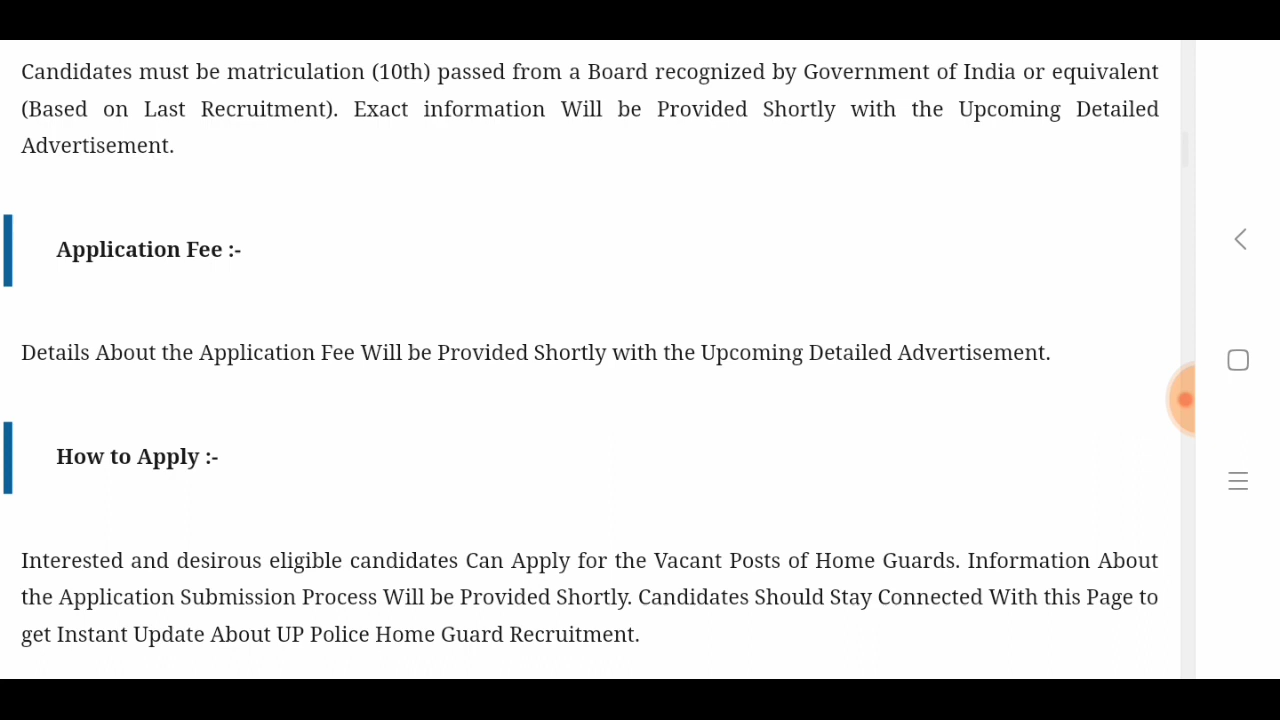 Candidates must be matriculation (10th) passed from a Board recognized by Government of India or equivalent
(Based on Last Recruitment). Exact information Will be Provided Shortly with the Upcoming Detailed
Advertisement.
Application Fee :-
Details About the Application Fee Will be Provided Shortly with the Upcoming Detailed Advertisement.
How to Apply :-
Interested and desirous eligible candidates Can Apply for the Vacant Posts of Home Guards. Information About
the Application Submission Process Will be Provided Shortly. Candidates Should Stay Connected With this Page to
get Instant Update About UP Police Home Guard Recruitment.